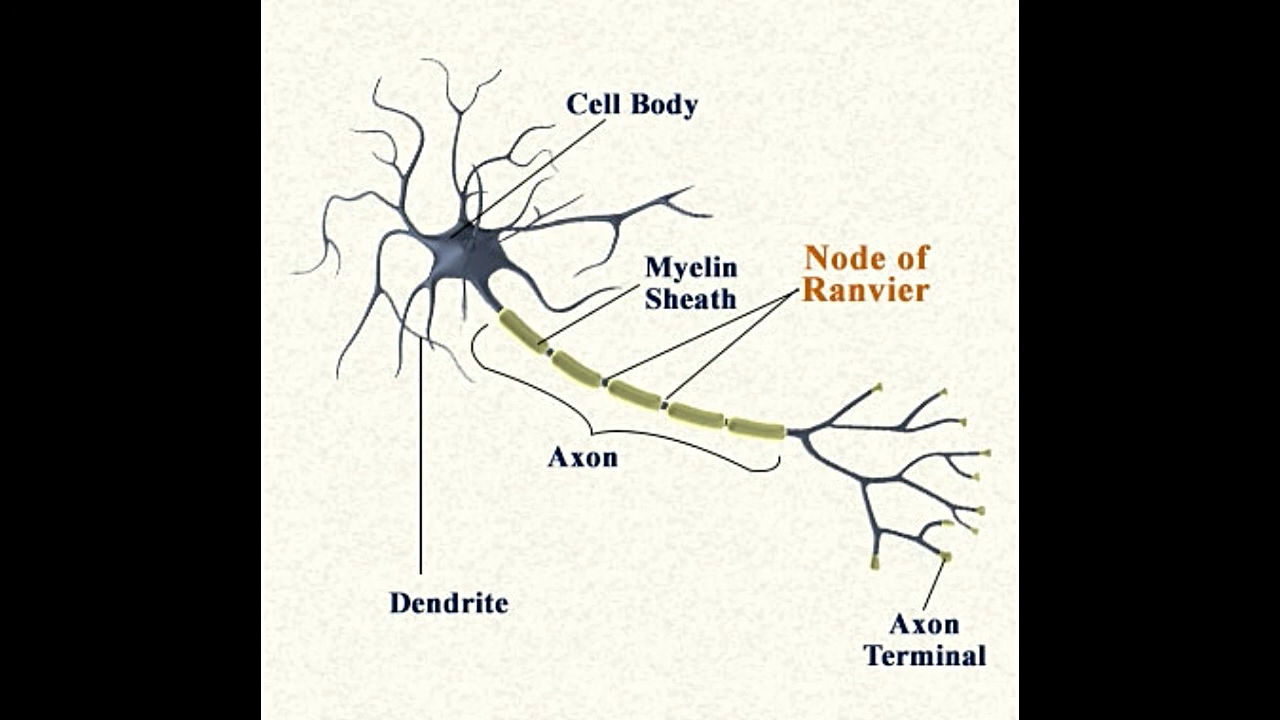 Cell Body
Myelin
Sheath
Node of
Ranvier
Axon
Dendrite
Axon
Terminal